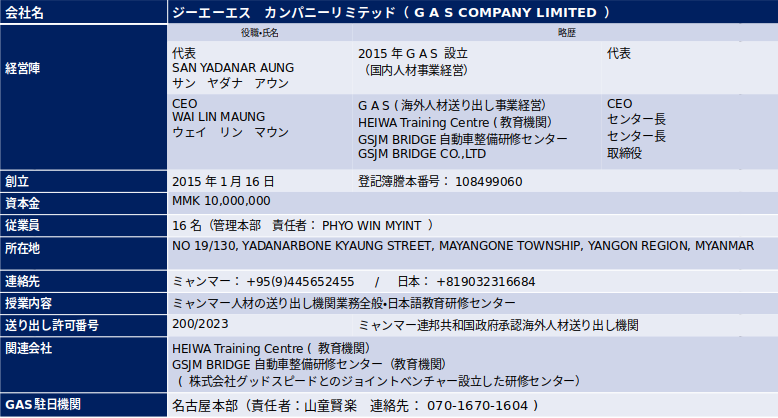 会社名 ジーエーエス カンパニーリミテッド（ G A S COMPANY LIMITED ）
役職・氏名 略歴
経営陣
代表 2015 年 G A S 設立 代表
SAN YADANAR AUNG （国内人材事業経営）
サン ヤダナ アウン
CEO G A S ( 海外人材送り出し事業経営） CEO
WAI LIN MAUNG HEIWA Training Centre ( 教育機関） センター長
ウェイ リン マウン GSJM BRIDGE 自動車整備研修センター センター長
GSJM BRIDGE CO.,LTD 取締役
創立 2015 年 1 月 16 日 登記簿謄本番号： 108499060
資本金 MMK 10,000,000
従業員 16 名（管理本部 責任者： PHYO WIN MYINT ）
所在地 NO 19/130, YADANARBONE KYAUNG STREET, MAYANGONE TOWNSHIP, YANGON REGION, MYANMAR
連絡先 ミャンマー： +95(9)445652455 / 日本： +819032316684
授業内容 ミャンマー人材の送り出し機関業務全般・日本語教育研修センター
送り出し許可番号 200/2023 ミャンマー連邦共和国政府承認海外人材送り出し機関
関連会社 HEIWA Training Centre ( 教育機関）
GSJM BRIDGE 自動車整備研修センター（教育機関）
( 株式会社グッドスピードとのジョイントベンチャー設立した研修センター）
GAS 駐日機関 名古屋本部（責任者：山童賢楽 連絡先： 070-1670-1604 )